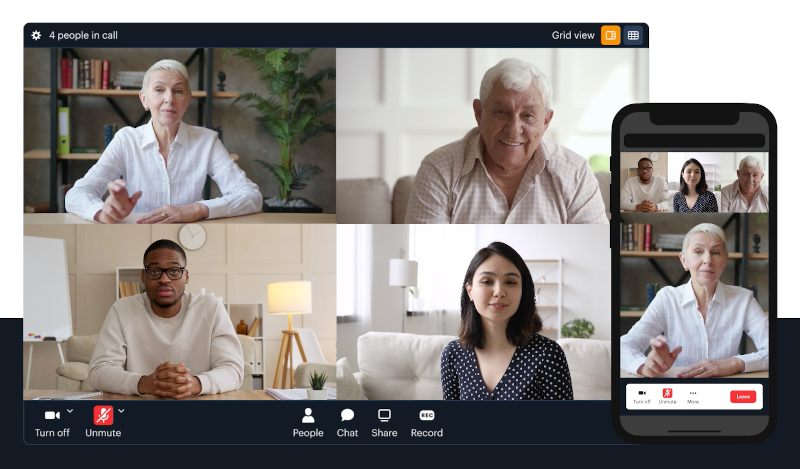 4 people in call
Grid view
Turn off
Unmute
People
Chat
Share
REC
Record
Turn off
Unmute
More
Leave